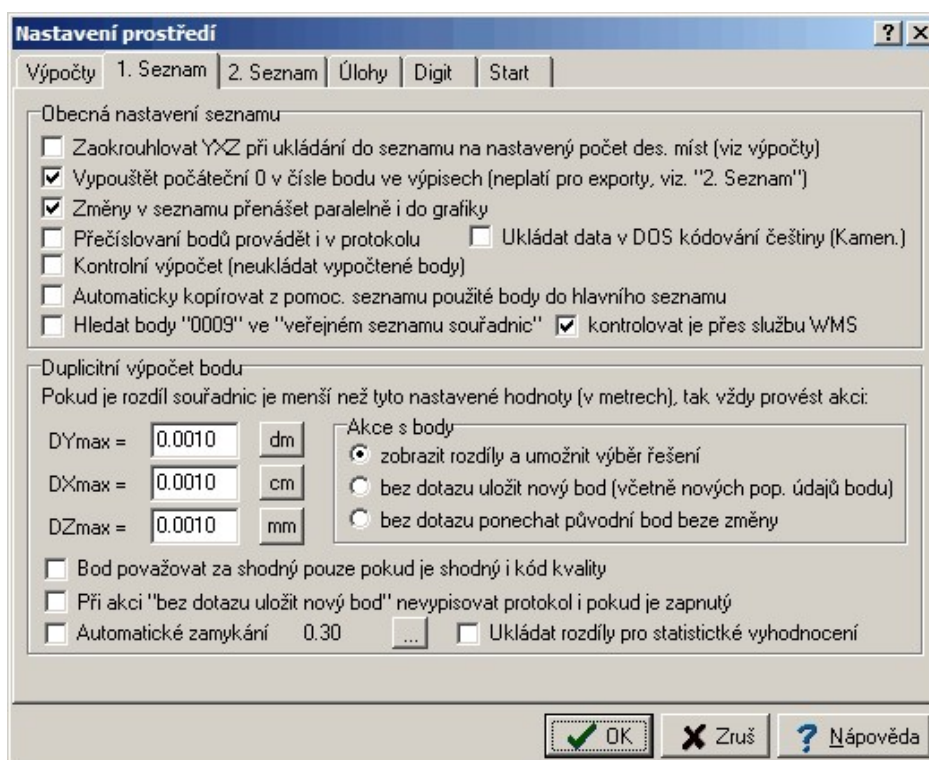 Nastavení prostředí
Výpočty 1. Seznam 2. Seznam Úlohy Digit Start
Obecná nastavení seznamu
Zaokrouhlovat YXZ při ukládání do seznamu na nastavený počet des. míst (viz výpočty)
Vypouštět počáteční 0 v čísle bodu ve výpisech (neplatí pro exporty, viz. "2. Seznam")
Změny v seznamu přenášet paralelně i do grafiky
Přečíslovaní bodů provádět i v protokolu Ukládat data v DOS kódování češtiny (Kamen.)
Kontrolní výpočet (neukládat vypočtené body)
Automaticky kopírovat z pomoc. seznamu použité body do hlavního seznamu
Hledat body "0009" ve "veřejném seznamu souřadnic" kontrolovat je přes službu WMS
Duplicitní výpočet bodu
Pokud je rozdíl souřadnic je menší než tyto nastavené hodnoty (v metrech), tak vždy provést akci:
DYmax = 0.0010 dm
DXmax = 0.0010 cm
DZmax = 0.0010 mm
Akce s body
zobrazit rozdíly a umožnit výběr řešení
bez dotazu uložit nový bod (včetně nových pop. údajů bodu)
bez dotazu ponechat původní bod beze změny
Bod považovat za shodný pouze pokud je shodný i kód kvality
Při akci "bez dotazu uložit nový bod" nevypisovat protokol i pokud je zapnutý
Automatické zamykání 0.30 ... Ukládat rozdíly pro statistictké vyhodnocení
OK Zruš Nápověda